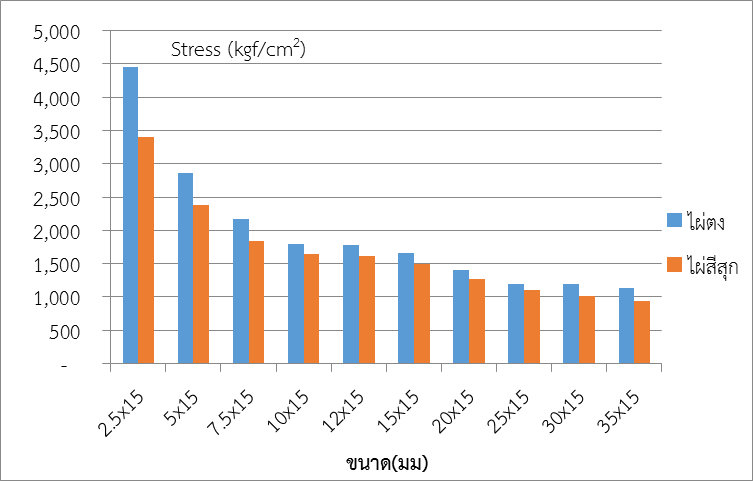 Stress (kgf/cm²)
5,000
4,500
4,000
3,500
3,000
2,500
2,000
1,500
1,000
500
-
2.5x15
5x15
7.5x15
10x15
12x15
15x15
20x15
25x15
30x15
35x15
ขนาด(มม)
ไผ่ตง
ไผ่สีสุก